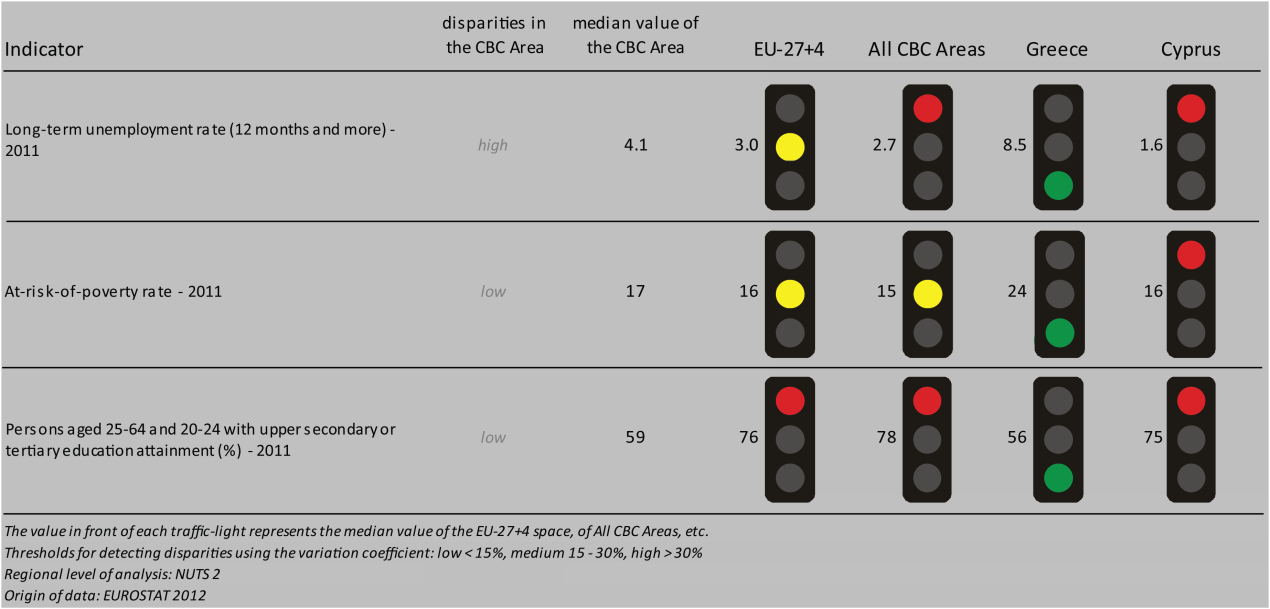 disparities in median value of
Indicator the CBC Area the CBC Area EU-27+4 All CBC Areas Greece Cyprus
Long-term unemployment rate (12 months and more) -
2011
high 4.1 3.0 2.7 8.5 1.6
At-risk-of-poverty rate - 2011 low 17 16 15 24 16
Persons aged 25-64 and 20-24 with upper secondary or
tertiary education attainment (%) - 2011
low 59 76 78 56 75
The value in front of each traffic-light represents the median value of the EU-27+4 space, of All CBC Areas, etc.
Thresholds for detecting disparities using the variation coefficient: low < 15%, medium 15 - 30%, high > 30%
Regional level of analysis: NUTS 2
Origin of data: EUROSTAT 2012